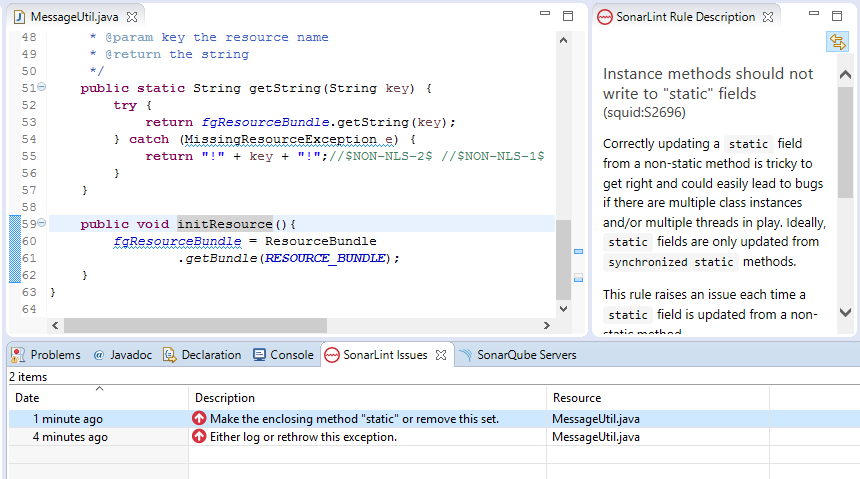 MessageUtil.java
48 * @param key the resource name
49 * @return the string
50 */
51 public static String getString(String key) {
52 try {
53 return fgResourceBundle.getString(key);
54 } catch (MissingResourceException e) {
55 return "!" + key + "!";//$NON-NLS-2$ //$NON-NLS-1$
56 }
57 }
58
59 public void initResource(){
60 fgResourceBundle = ResourceBundle
61 .getBundle(RESOURCE_BUNDLE);
62 }
63 }
64
SonarLint Rule Description
Instance methods should not
write to "static" fields
(squid:S2696)
Correctly updating a static field
from a non-static method is tricky to
get right and could easily lead to bugs
if there are multiple class instances
and/or multiple threads in play. Ideally,
static fields are only updated from
synchronized static methods.
This rule raises an issue each time a
static field is updated from a non-
static method.
Problems @ Javadoc Declaration Console SonarLint Issues SonarQube Servers
2 items
Date Description Resource
1 minute ago Make the enclosing method "static" or remove this set. MessageUtil.java
4 minutes ago Either log or rethrow this exception. MessageUtil.java